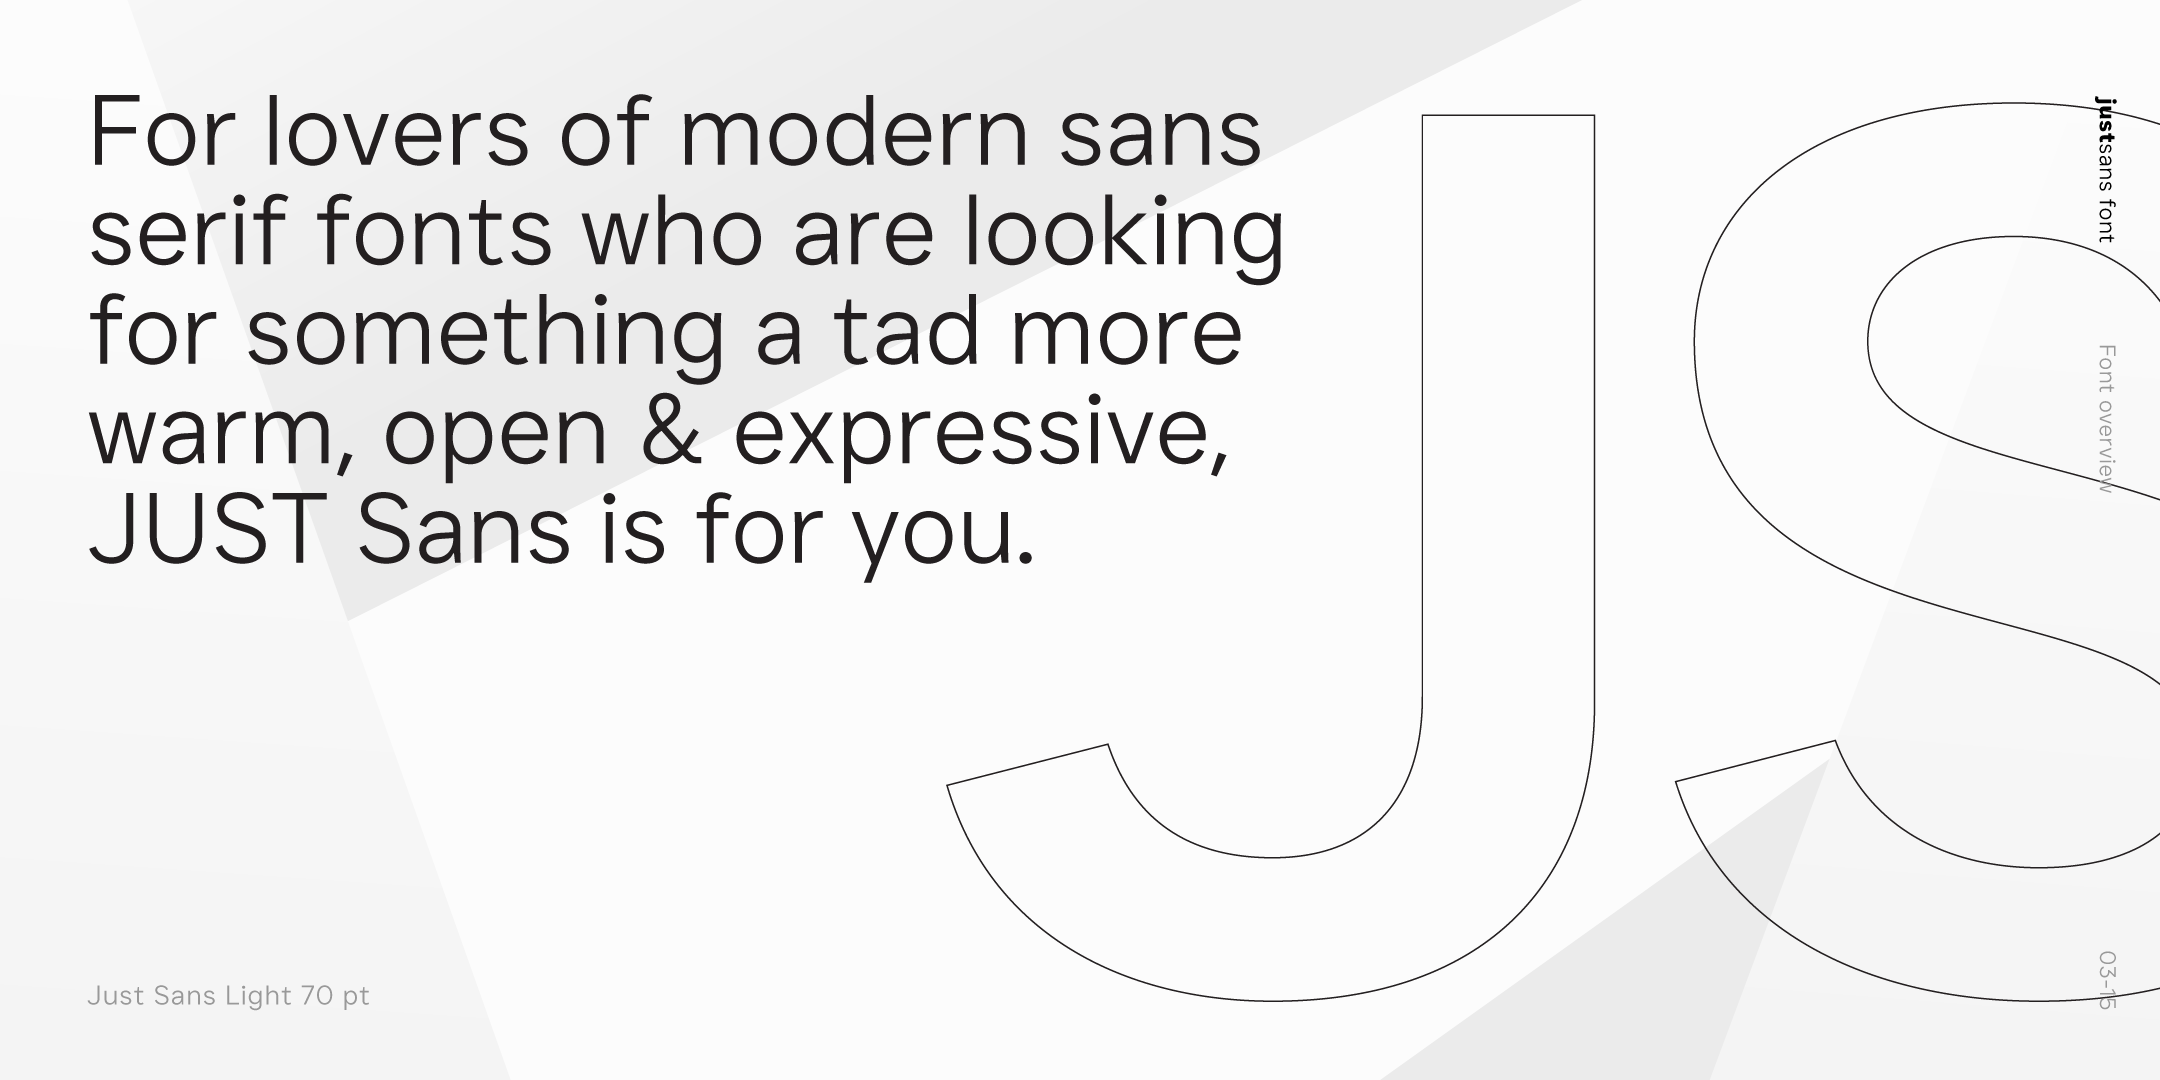 For lovers of modern sans
serif fonts who are looking
for something a tad more
warm, open & expressive,
JUST Sans is for you.
JS
justsans font
Font overview
03-15
Just Sans Light 70 pt